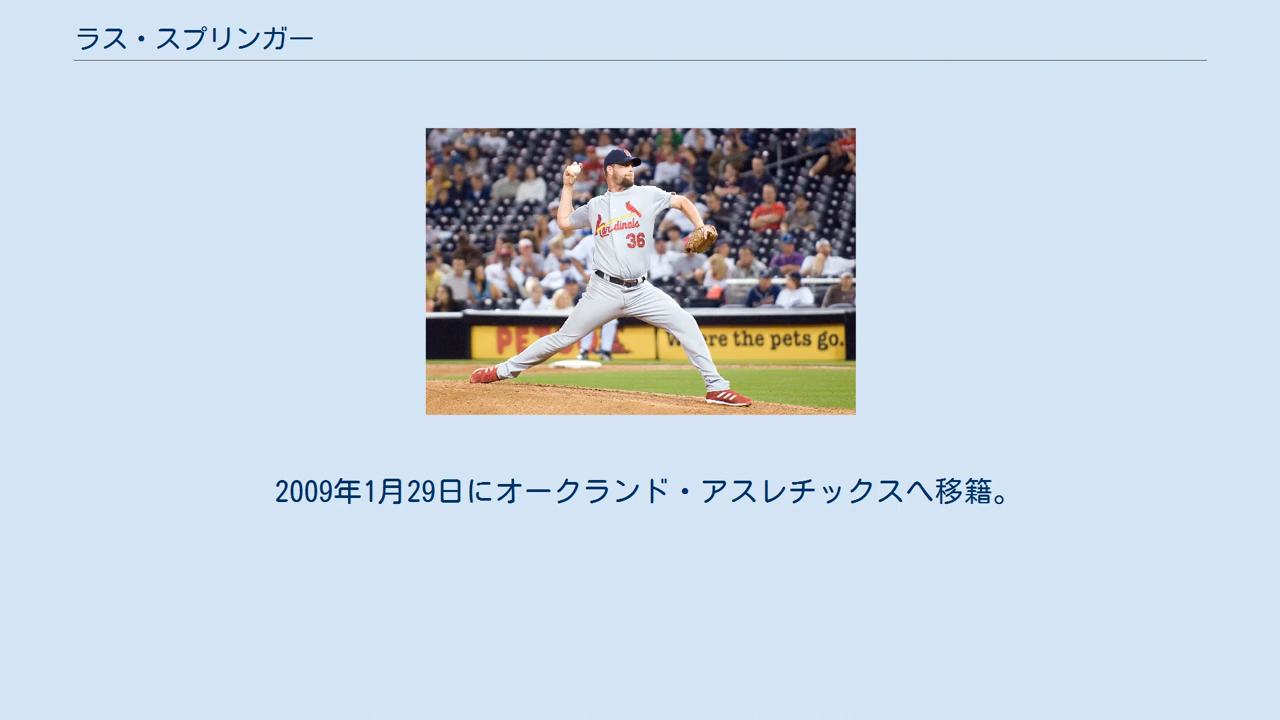 ラス・スプリンガー
Cardinals
36
the pets go.
2009年1月29日にオークランド・アスレチックスへ移籍。